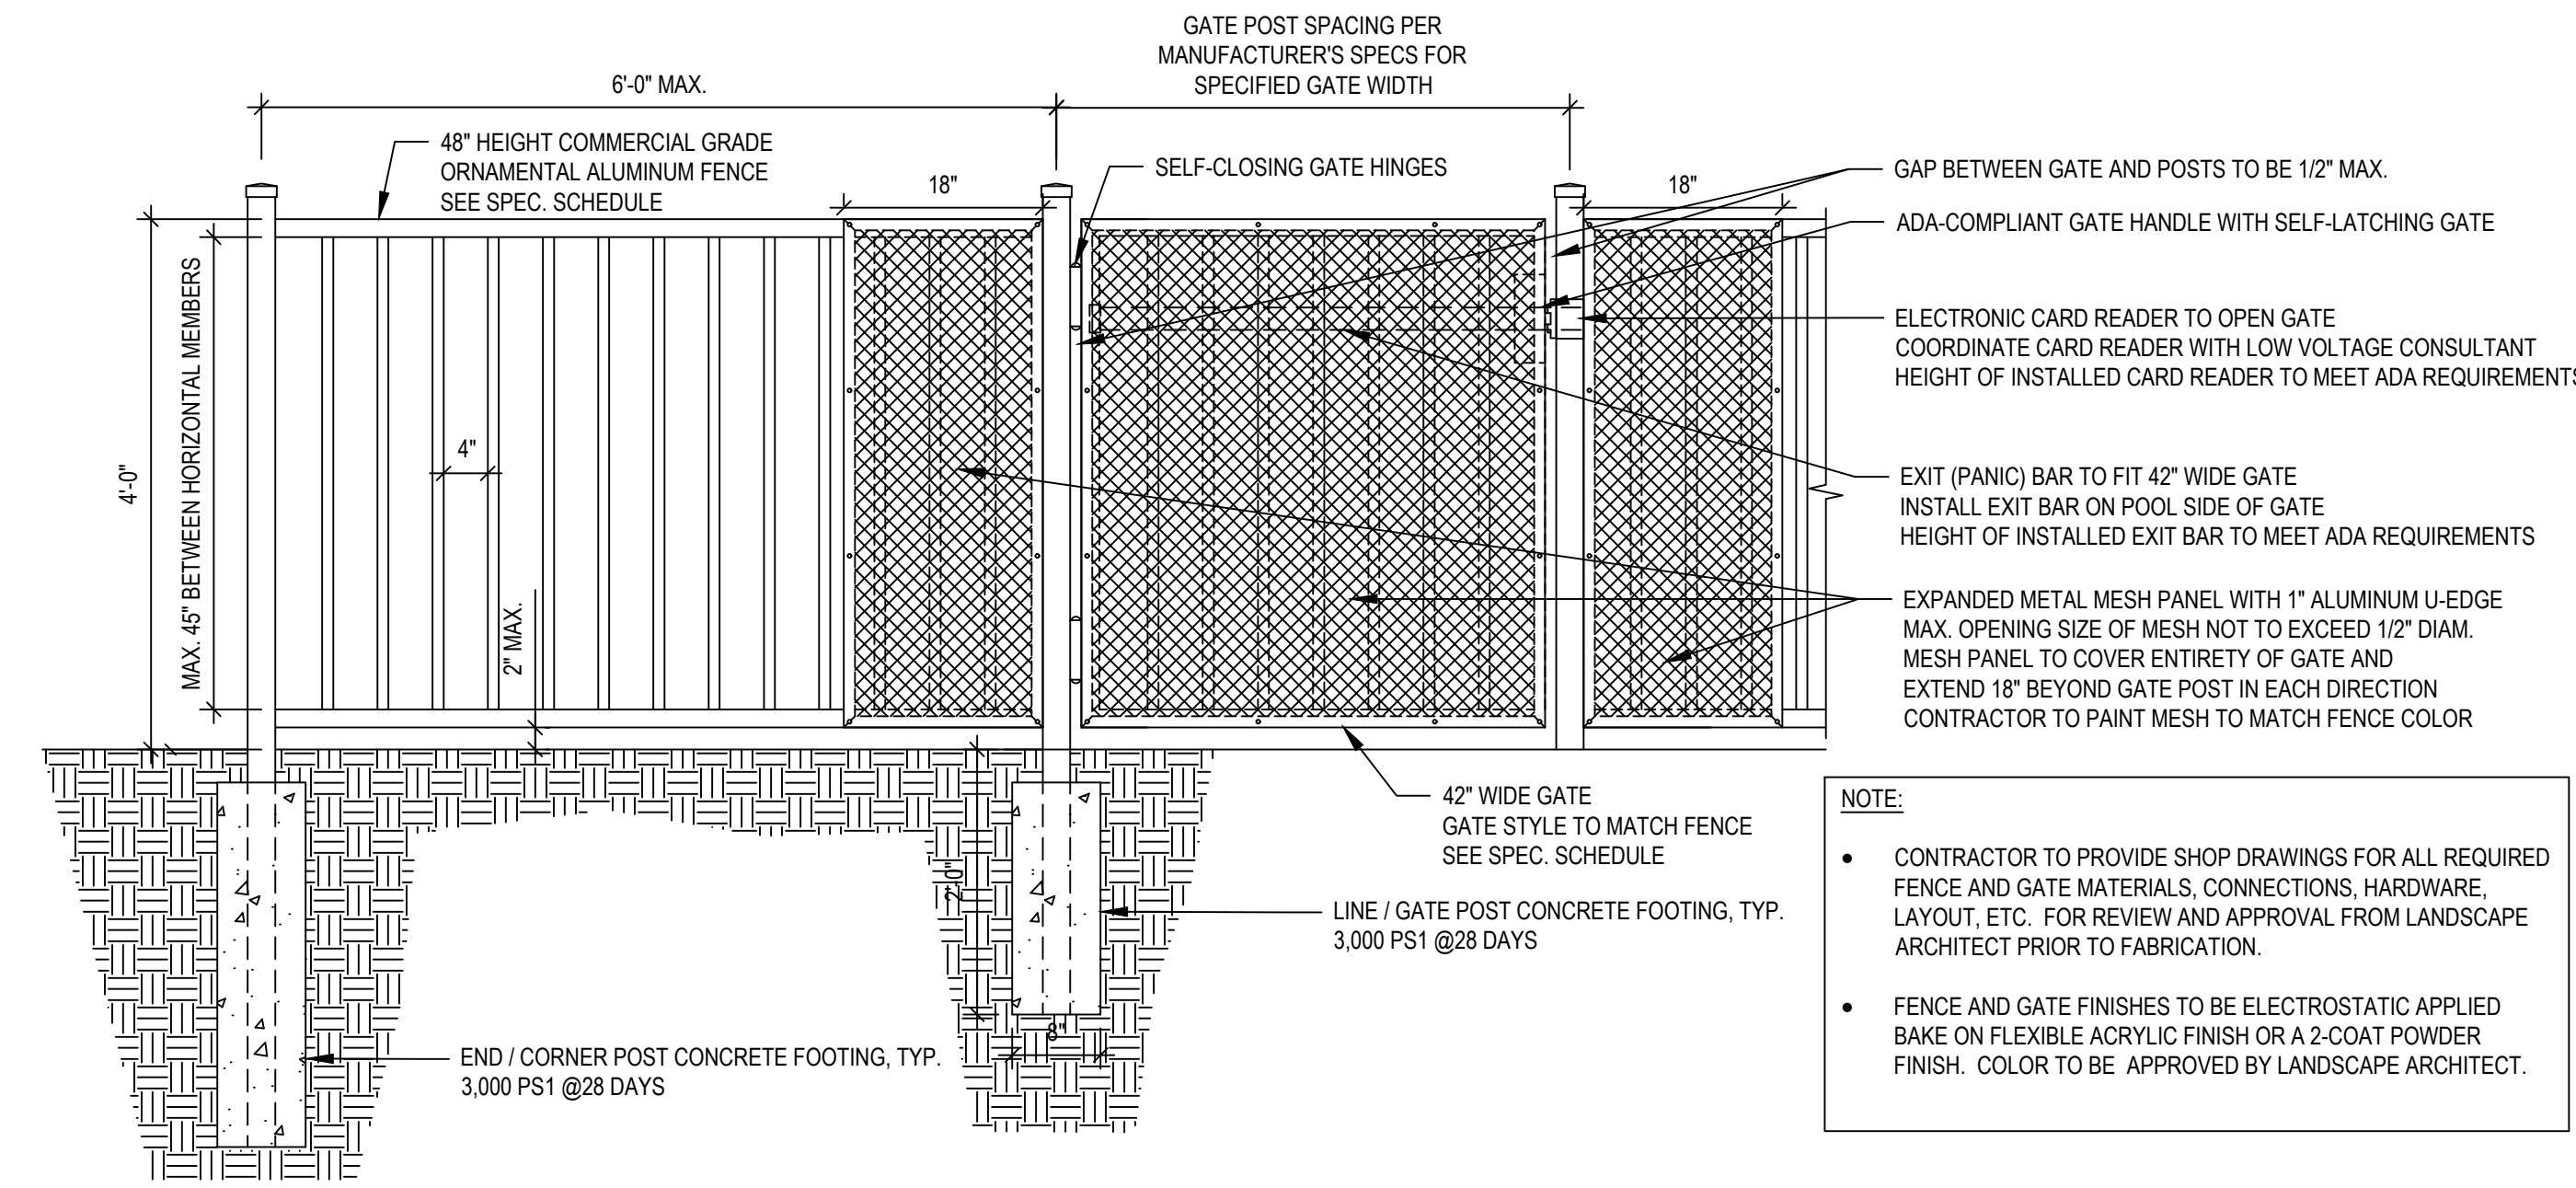 GATE POST SPACING PER
MANUFACTURER'S SPECS FOR
SPECIFIED GATE WIDTH
6'-0" MAX.
48" HEIGHT COMMERCIAL GRADE
ORNAMENTAL ALUMINUM FENCE
SEE SPEC. SCHEDULE
18"
SELF-CLOSING GATE HINGES
18"
GAP BETWEEN GATE AND POSTS TO BE 1/2" MAX.
ADA-COMPLIANT GATE HANDLE WITH SELF-LATCHING GATE
ELECTRONIC CARD READER TO OPEN GATE
COORDINATE CARD READER WITH LOW VOLTAGE CONSULTANT
HEIGHT OF INSTALLED CARD READER TO MEET ADA REQUIREMENTS
4'-0"
MAX. 45" BETWEEN HORIZONTAL MEMBERS
4"
2" MAX.
EXIT (PANIC) BAR TO FIT 42" WIDE GATE
INSTALL EXIT BAR ON POOL SIDE OF GATE
HEIGHT OF INSTALLED EXIT BAR TO MEET ADA REQUIREMENTS
EXPANDED METAL MESH PANEL WITH 1" ALUMINUM U-EDGE
MAX. OPENING SIZE OF MESH NOT TO EXCEED 1/2" DIAM.
MESH PANEL TO COVER ENTIRETY OF GATE AND
EXTEND 18" BEYOND GATE POST IN EACH DIRECTION
CONTRACTOR TO PAINT MESH TO MATCH FENCE COLOR
42" WIDE GATE
GATE STYLE TO MATCH FENCE
SEE SPEC. SCHEDULE
2'-0"
LINE / GATE POST CONCRETE FOOTING, TYP.
3,000 PS1 @28 DAYS
8"
END / CORNER POST CONCRETE FOOTING, TYP.
3,000 PS1 @28 DAYS
NOTE:
• CONTRACTOR TO PROVIDE SHOP DRAWINGS FOR ALL REQUIRED
FENCE AND GATE MATERIALS, CONNECTIONS, HARDWARE,
LAYOUT, ETC. FOR REVIEW AND APPROVAL FROM LANDSCAPE
ARCHITECT PRIOR TO FABRICATION.
• FENCE AND GATE FINISHES TO BE ELECTROSTATIC APPLIED
BAKE ON FLEXIBLE ACRYLIC FINISH OR A 2-COAT POWDER
FINISH. COLOR TO BE APPROVED BY LANDSCAPE ARCHITECT.